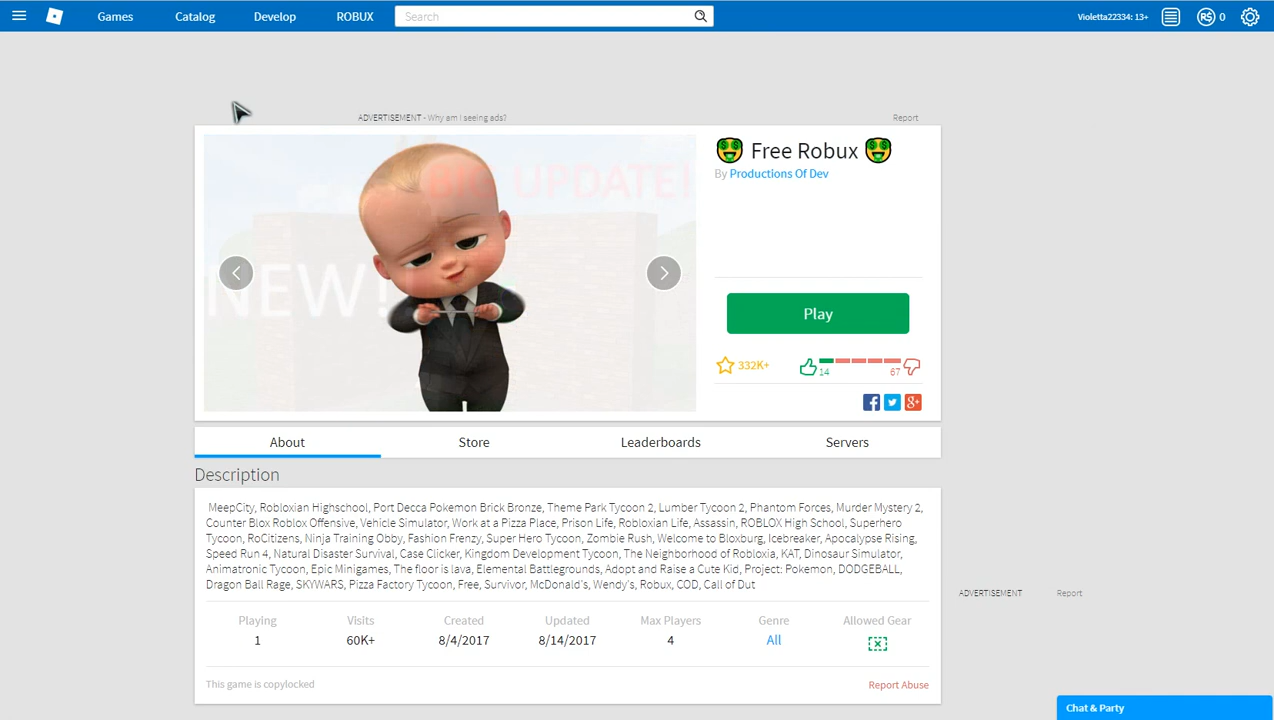 Games Catalog Develop ROBUX Search Violetta22334: 13+ R$ 0
ADVERTISEMENT - Why am I seeing ads? Report
BIG UPDATE!
NEW!
Free Robux
By Productions Of Dev
Play
332K+ 14 67
About Store Leaderboards Servers
Description
MeepCity, Robloxian Highschool, Port Decca Pokemon Brick Bronze, Theme Park Tycoon 2, Lumber Tycoon 2, Phantom Forces, Murder Mystery 2,
Counter Blox Roblox Offensive, Vehicle Simulator, Work at a Pizza Place, Prison Life, Robloxian Life, Assassin, ROBLOX High School, Superhero
Tycoon, RoCitizens, Ninja Training Obby, Fashion Frenzy, Super Hero Tycoon, Zombie Rush, Welcome to Bloxburg, Icebreaker, Apocalypse Rising,
Speed Run 4, Natural Disaster Survival, Case Clicker, Kingdom Development Tycoon, The Neighborhood of Robloxia, KAT, Dinosaur Simulator,
Animatronic Tycoon, Epic Minigames, The floor is lava, Elemental Battlegrounds, Adopt and Raise a Cute Kid, Project: Pokemon, DODGEBALL,
Dragon Ball Rage, SKYWARS, Pizza Factory Tycoon, Free, Survivor, McDonald's, Wendy's, Robux, COD, Call of Dut
ADVERTISEMENT Report
Playing Visits Created Updated Max Players Genre Allowed Gear
1 60K+ 8/4/2017 8/14/2017 4 All
This game is copylocked Report Abuse
Chat & Party